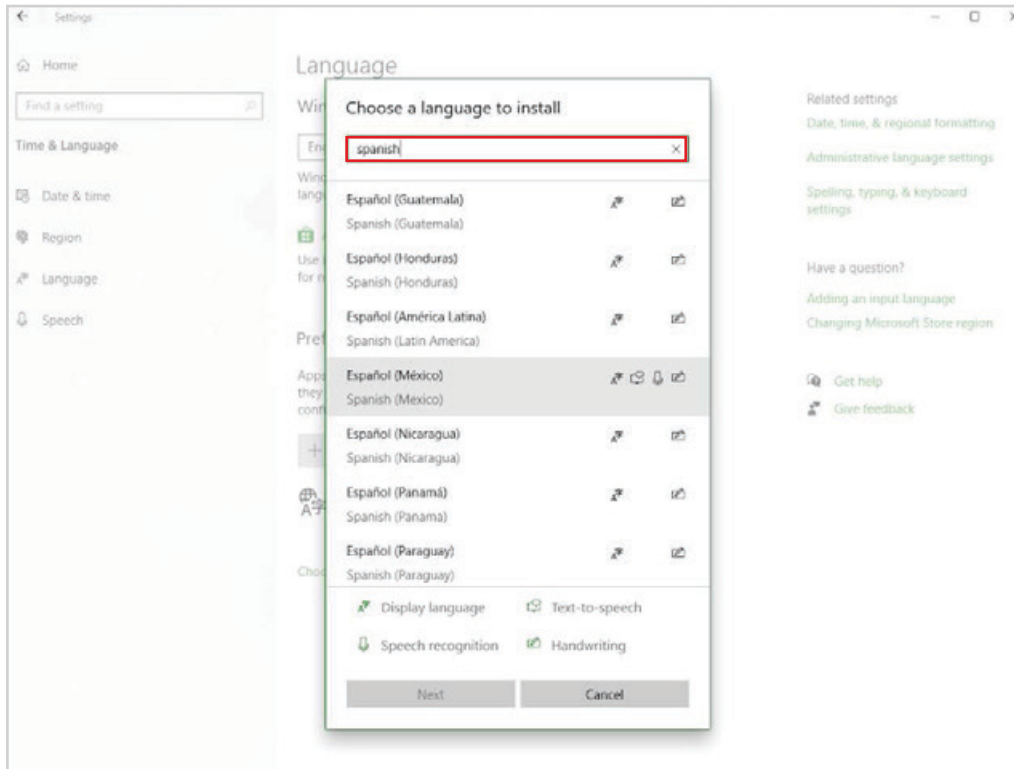 Settings
Home
Find a setting
Time & Language
Date & time
Region
Language
Speech
Language
Choose a language to install
spanish
Español (Guatemala)
Spanish (Guatemala)
Español (Honduras)
Spanish (Honduras)
Español (América Latina)
Spanish (Latin America)
Español (México)
Spanish (Mexico)
Español (Nicaragua)
Spanish (Nicaragua)
Español (Panamá)
Spanish (Panama)
Español (Paraguay)
Spanish (Paraguay)
Display language
Text-to-speech
Speech recognition
Handwriting
Next
Cancel
Related settings
Date, time, & regional formatting
Administrative language settings
Spelling, typing, & keyboard
settings
Have a question?
Adding an input language
Changing Microsoft Store region
Get help
Give feedback